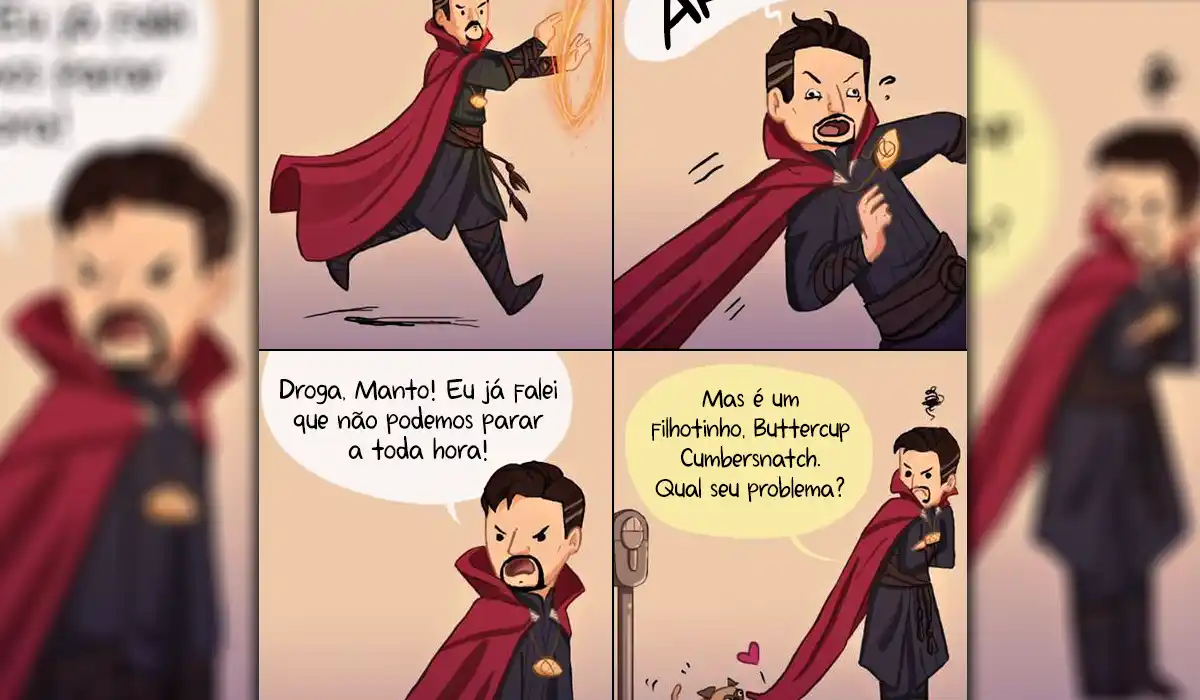 Droga, Manto! Eu já falei
que não podemos parar
a toda hora!
Mas é um
filhotinho, Buttercup
Cumbersnatch.
Qual seu problema?